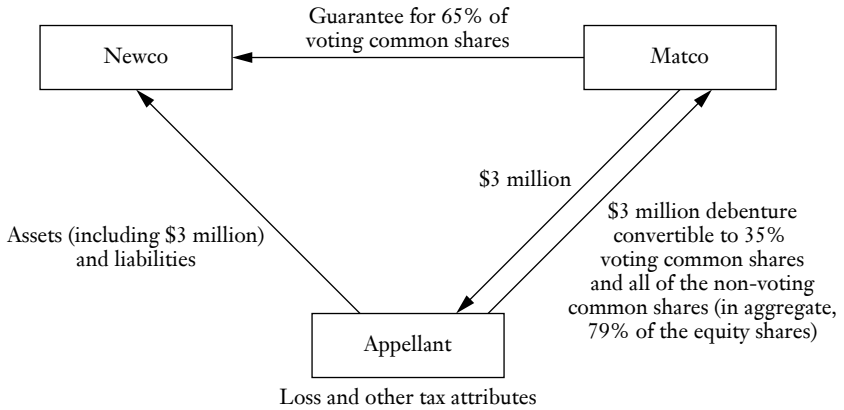 Guarantee for 65% of
voting common shares
Newco
Matco
$3 million
Assets (including $3 million)
and liabilities
$3 million debenture
convertible to 35%
voting common shares
and all of the non-voting
common shares (in aggregate,
79% of the equity shares)
Appellant
Loss and other tax attributes